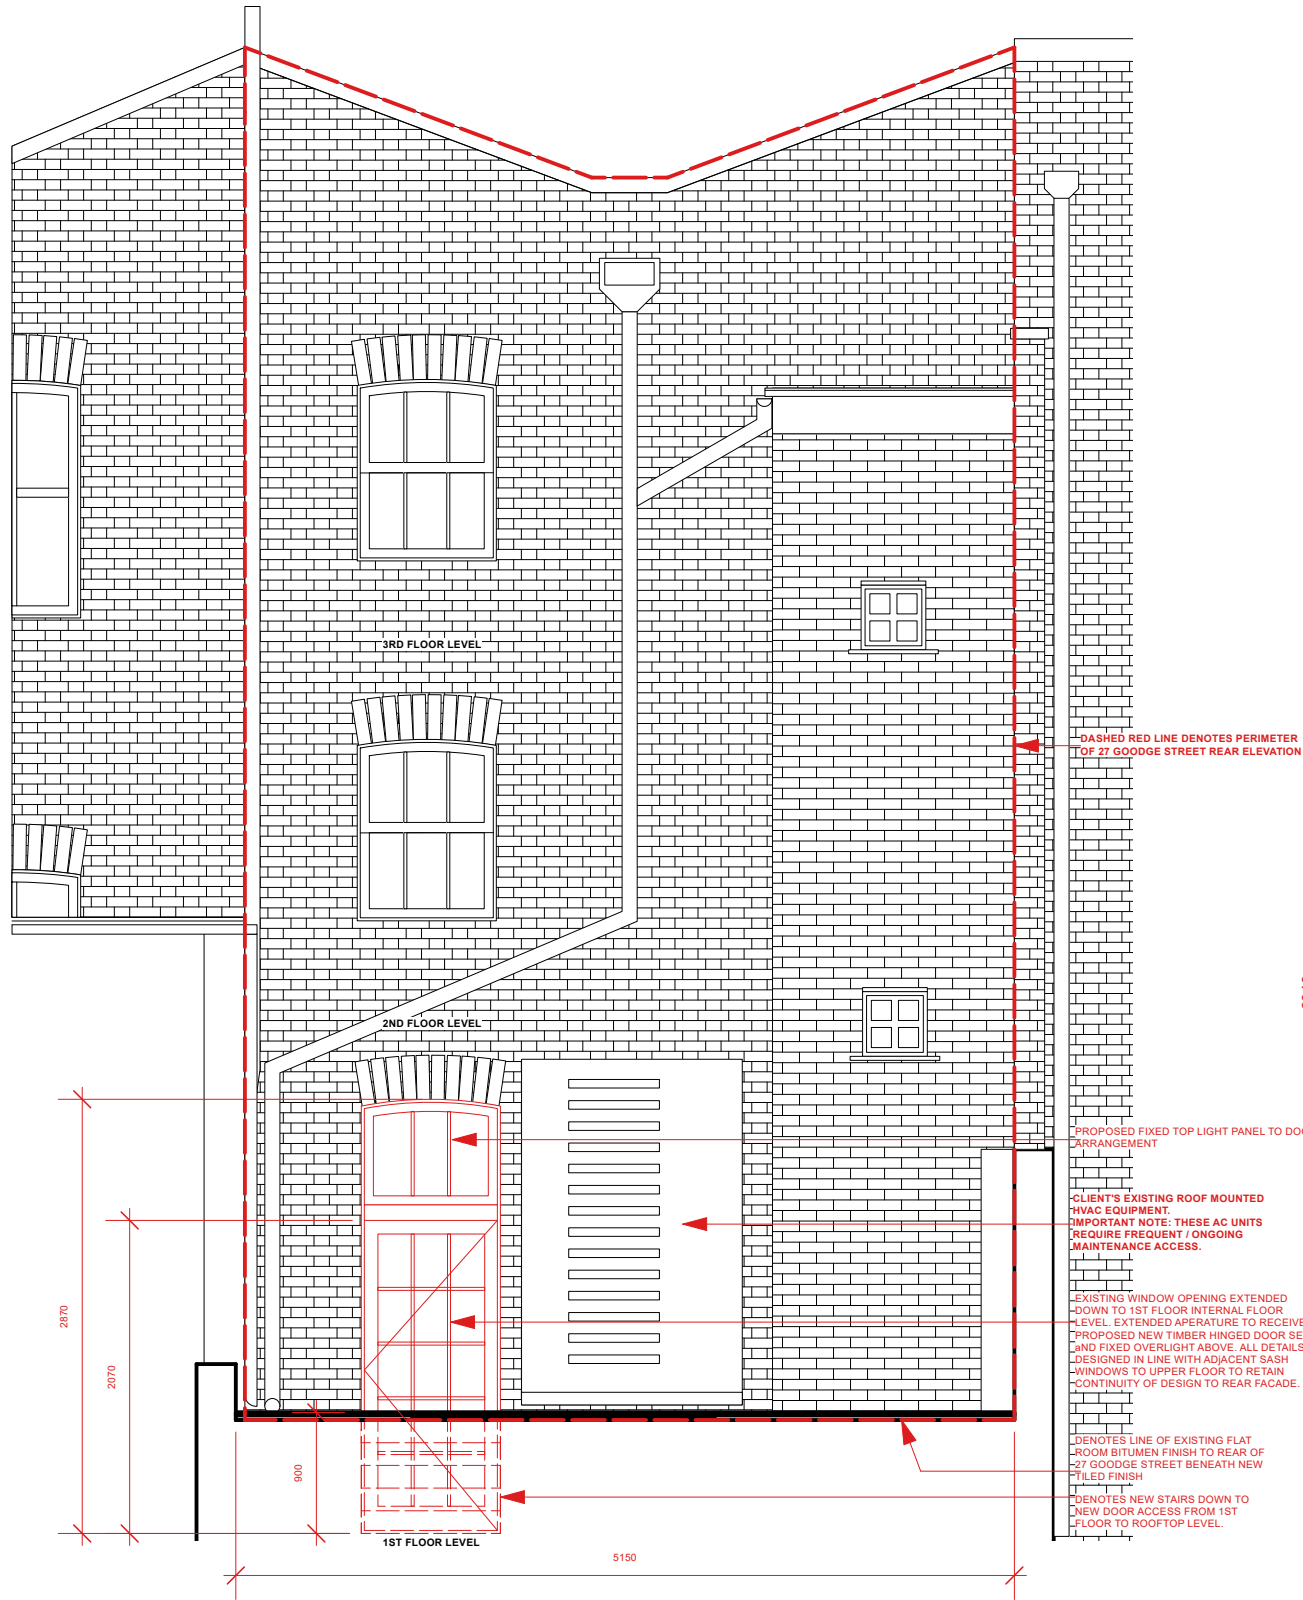 3RD FLOOR LEVEL
DASHED RED LINE DENOTES PERIMETER
OF 27 GOODGE STREET REAR ELEVATION
2ND FLOOR LEVEL
PROPOSED FIXED TOP LIGHT PANEL TO
ARRANGEMENT
CLIENT'S EXISTING ROOF MOUNTED
HVAC EQUIPMENT.
IMPORTANT NOTE: THESE AC UNITS
REQUIRE FREQUENT / ONGOING
MAINTENANCE ACCESS.
EXISTING WINDOW OPENING EXTENDED
DOWN TO 1ST FLOOR INTERNAL FLOOR
LEVEL. EXTENDED APERATURE TO RECEIVE
PROPOSED NEW TIMBER HINGED DOOR SE
aND FIXED OVERLIGHT ABOVE. ALL DETAILS
DESIGNED IN LINE WITH ADJACENT SASH
WINDOWS TO UPPER FLOOR TO RETAIN
CONTINUITY OF DESIGN TO REAR FACADE.
2870
2070
900
DENOTES LINE OF EXISTING FLAT
ROOM BITUMEN FINISH TO REAR OF
27 GOODGE STREET BENEATH NEW
TILED FINISH
DENOTES NEW STAIRS DOWN TO
NEW DOOR ACCESS FROM 1ST
FLOOR TO ROOFTOP LEVEL.
1ST FLOOR LEVEL
5150